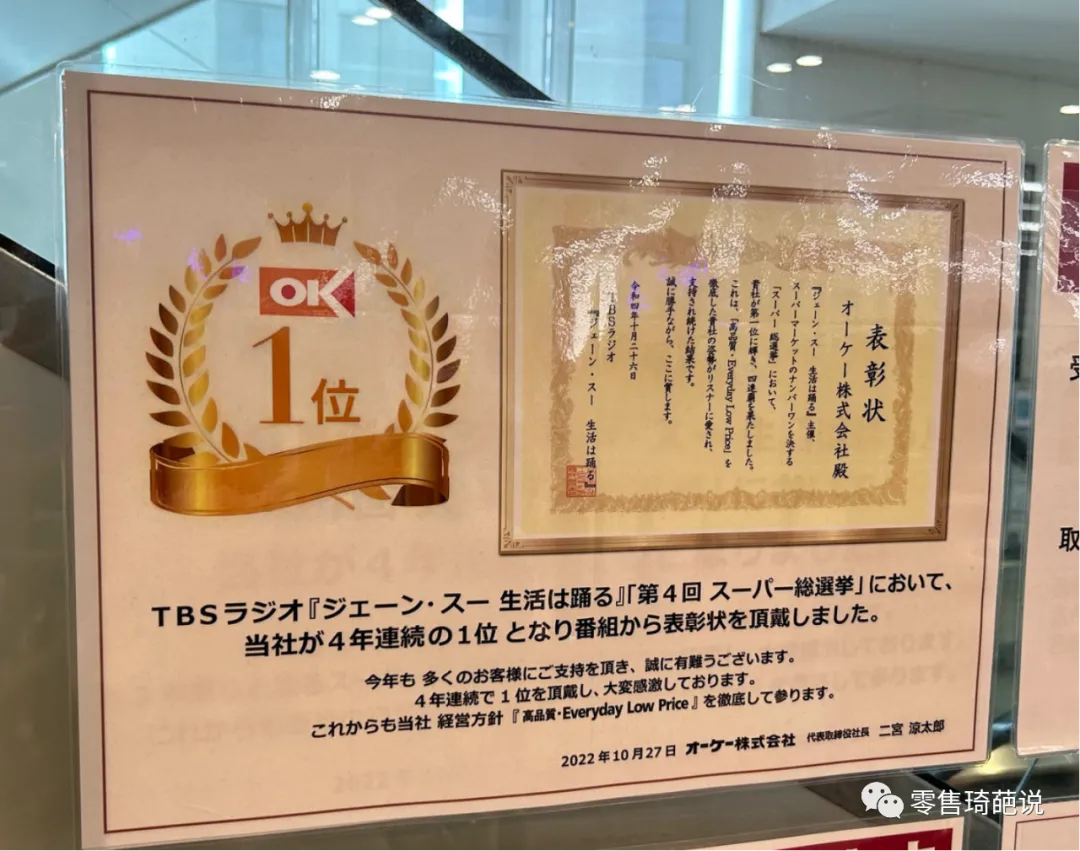 OK
1位
表彰状
オーケー株式会社殿
『ジェーン・スー 生活は踊る』主催、
スーパーマーケットのナンバーワンを決する
「スーパー総選挙」において、
貴社が第一位に輝き、四連覇を果たしました。
これは、「高品質・Everyday Low Price」を
徹底した貴社の姿勢がリスナーに愛され、
支持され続けた結果です。
誠に勝手ながら、ここに賞します。
令和四年十月二十六日
TBSラジオ
『ジェーン・スー 生活は踊る』
TBSラジオ『ジェーン・スー 生活は踊る』「第4回 スーパー総選挙」において、
当社が4年連続の1位 となり番組から表彰状を頂戴しました。
今年も 多くのお客様にご支持を頂き、誠に有難うございます。
4年連続で1位を頂戴し、大変感激しております。
これからも当社 経営方針『高品質・Everyday Low Price』を徹底して参ります。
2022年10月27日 オーケー株式会社 代表取締役社長 二宮 涼太郎
取
零售琦葩说